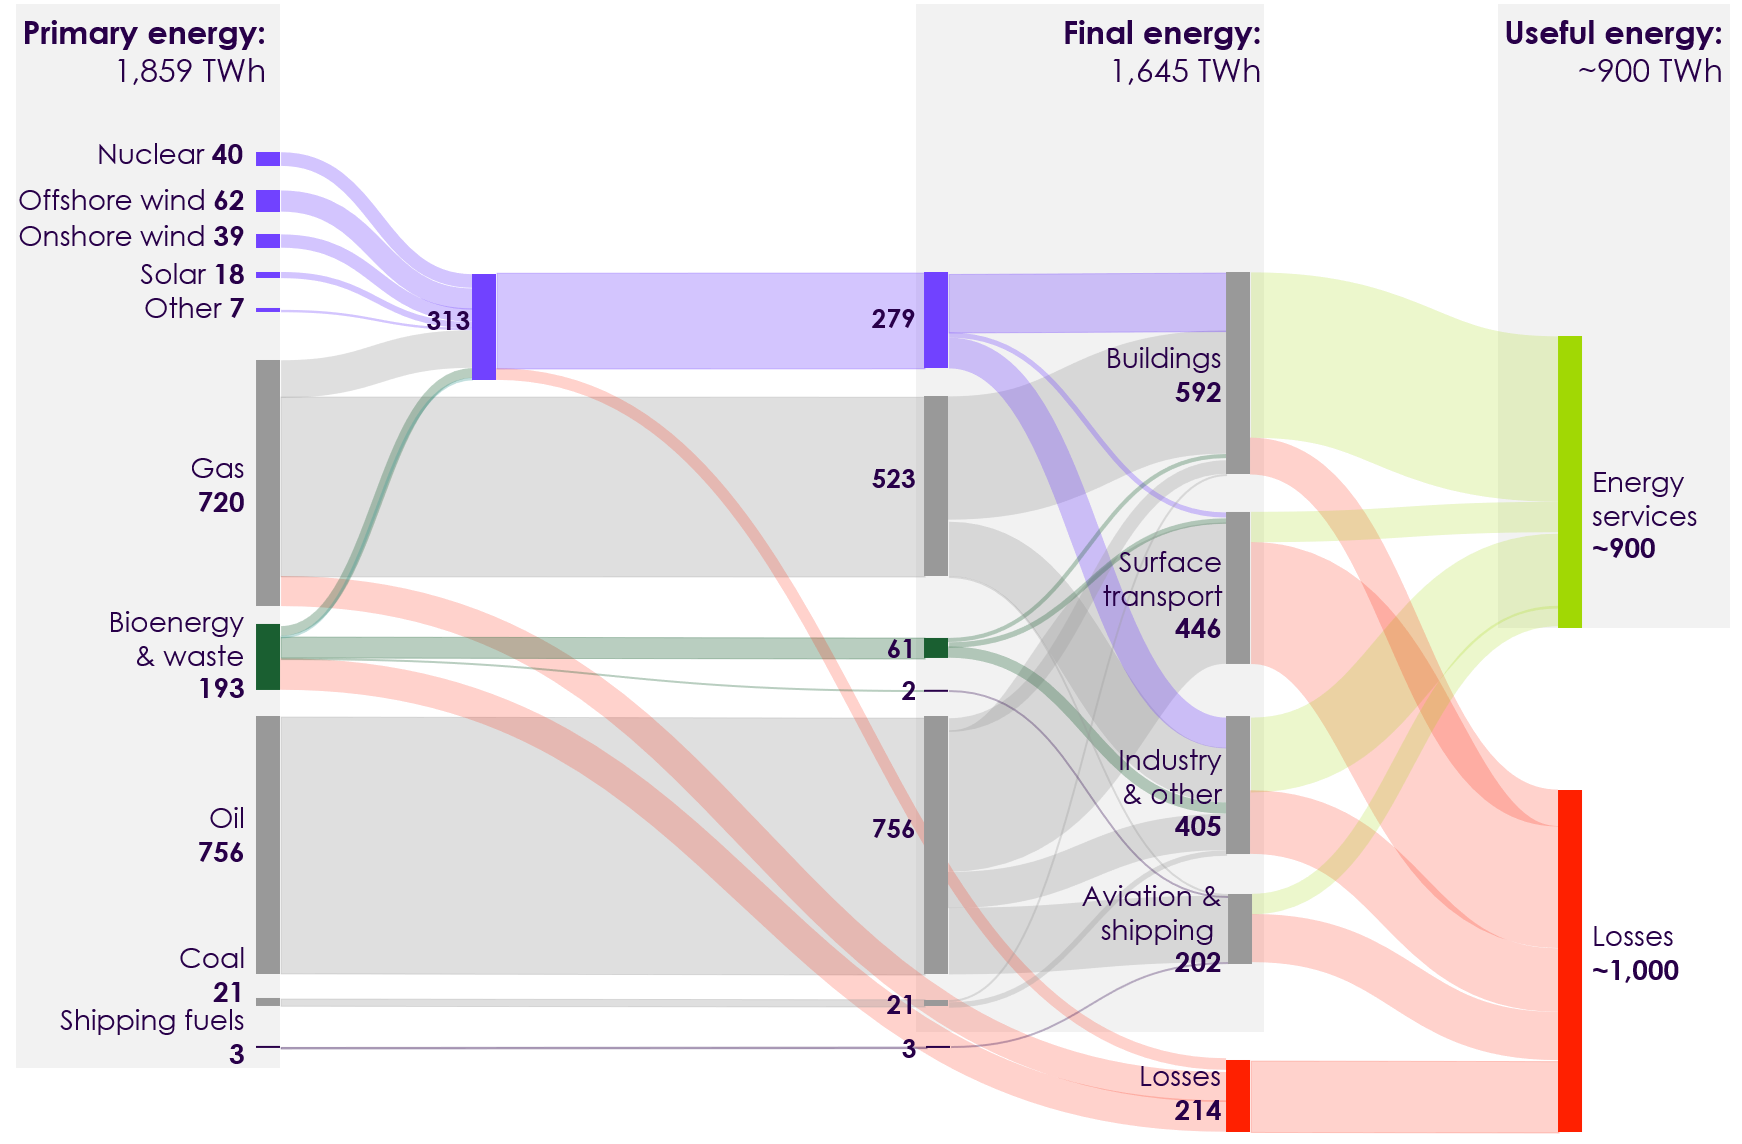 Primary energy:
1,859 TWh
Final energy:
1,645 TWh
Useful energy:
~900 TWh
Nuclear 40
Offshore wind 62
Onshore wind 39
Solar 18
Other 7
Gas
720
Bioenergy
& waste
193
Oil
756
Coal
21
Shipping fuels
3
313
279
523
61
2
756
21
3
Buildings
592
Surface
transport
446
Industry
& other
405
Aviation &
shipping
202
Losses
214
Energy
services
~900
Losses
~1,000